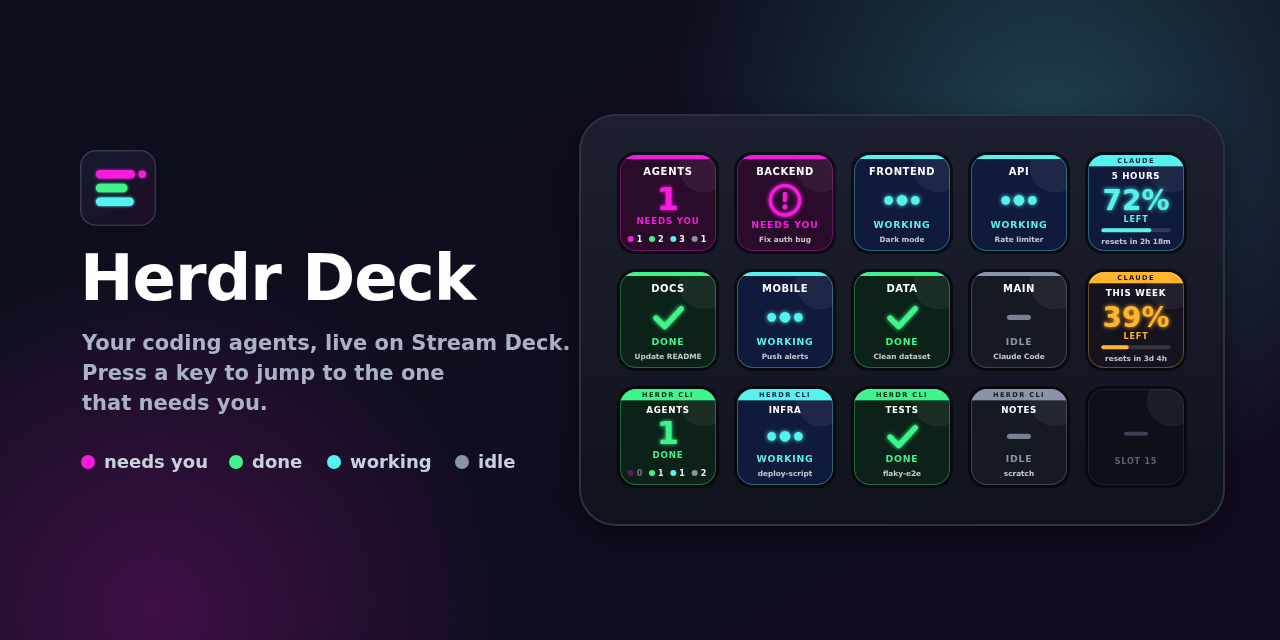 Herdr Deck
Your coding agents, live on Stream Deck.
Press a key to jump to the one
that needs you.
needs you done working idle
AGENTS
1
NEEDS YOU
1 2 3 1
BACKEND
NEEDS YOU
Fix auth bug
FRONTEND
WORKING
Dark mode
API
WORKING
Rate limiter
CLAUDE
5 HOURS
72%
LEFT
resets in 2h 18m
DOCS
DONE
Update README
MOBILE
WORKING
Push alerts
DATA
DONE
Clean dataset
MAIN
IDLE
Claude Code
CLAUDE
THIS WEEK
39%
LEFT
resets in 3d 4h
HERDR CLI
AGENTS
1
DONE
0 1 1 2
HERDR CLI
INFRA
WORKING
deploy-script
HERDR CLI
TESTS
DONE
flaky-e2e
HERDR CLI
NOTES
IDLE
scratch
SLOT 15